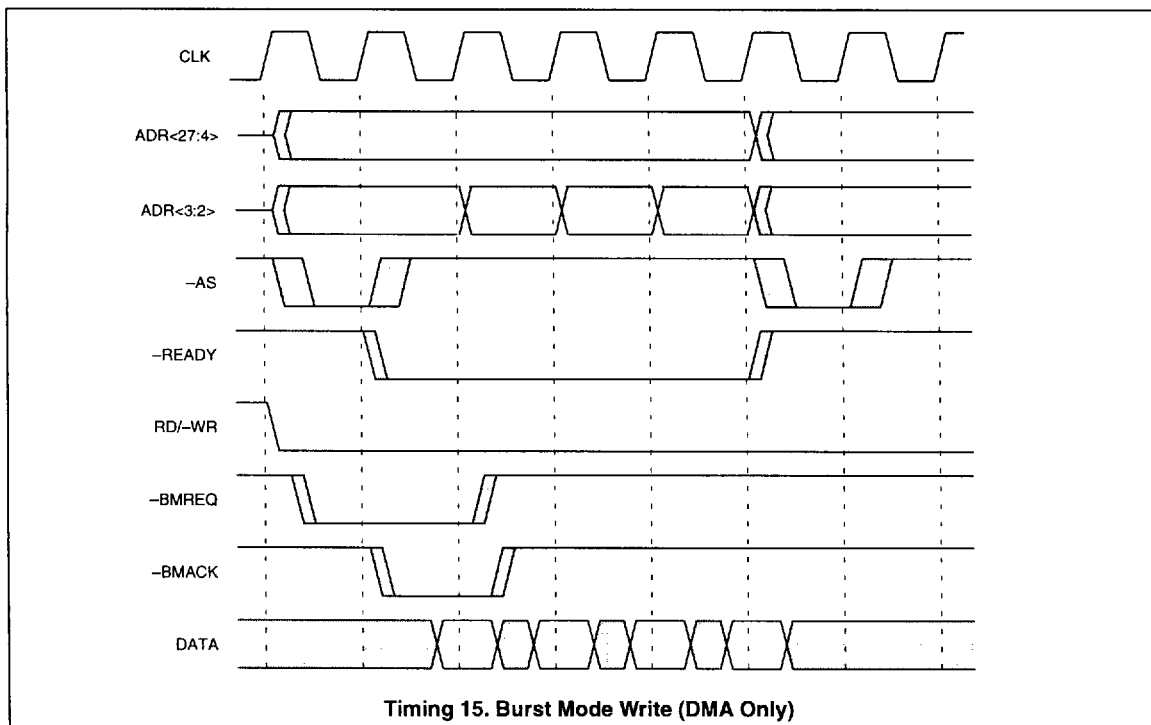 CLK
ADR<27:4>
ADR<3:2>
–AS
–READY
RD/–WR
–BMREQ
–BMACK
DATA
Timing 15. Burst Mode Write (DMA Only)